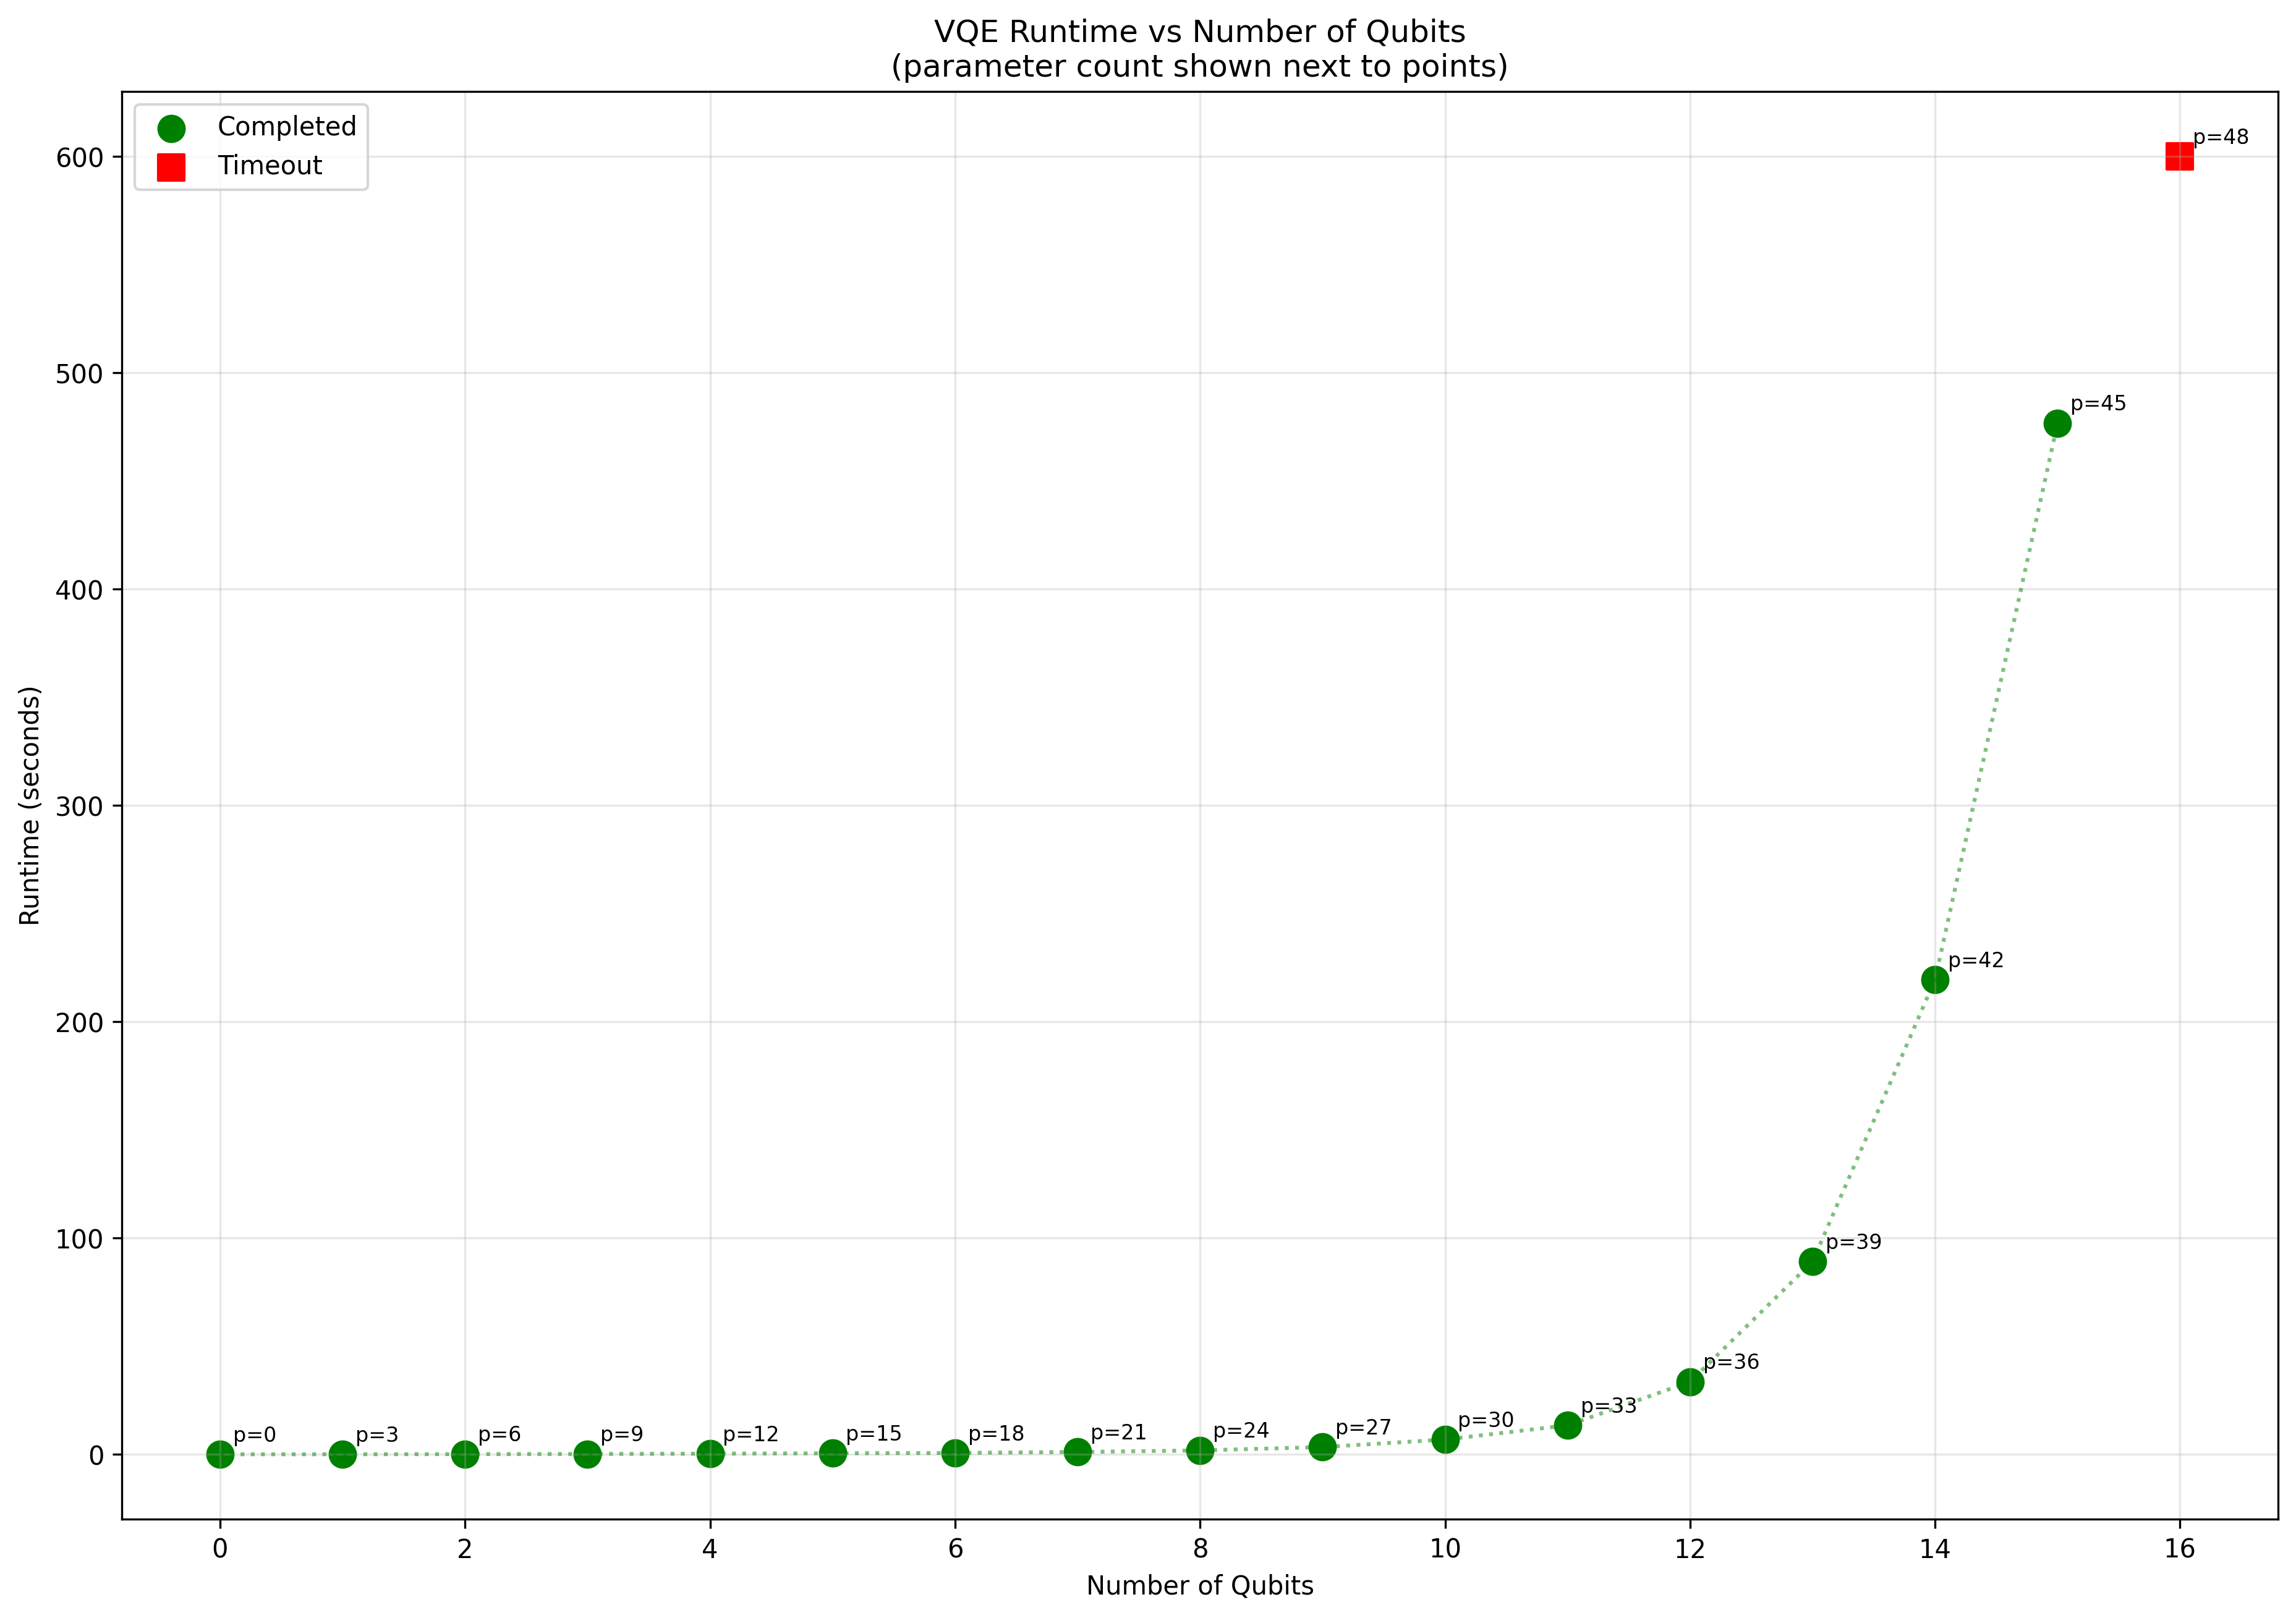 VQE Runtime vs Number of Qubits
(parameter count shown next to points)
Completed
Timeout
600
500
400
300
200
100
0
Runtime (seconds)
p=0
p=3
p=6
p=9
p=12
p=15
p=18
p=21
p=24
p=27
p=30
p=33
p=36
p=39
p=42
p=45
p=48
0
2
4
6
8
10
12
14
16
Number of Qubits